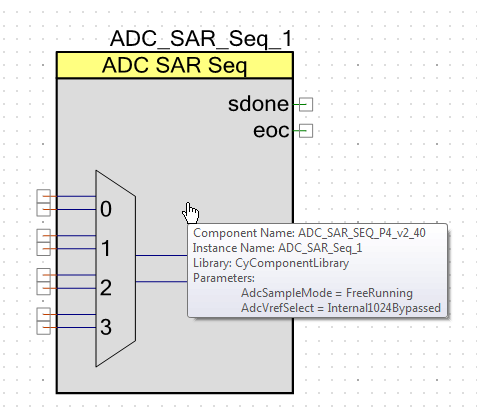 ADC_SAR_Seq_1
ADC SAR Seq
sdone
eoc
0
1
2
3
Component Name: ADC_SAR_SEQ_P4_v2_40
Instance Name: ADC_SAR_Seq_1
Library: CyComponentLibrary
Parameters:
AdcSampleMode = FreeRunning
AdcVrefSelect = Internal1024Bypassed